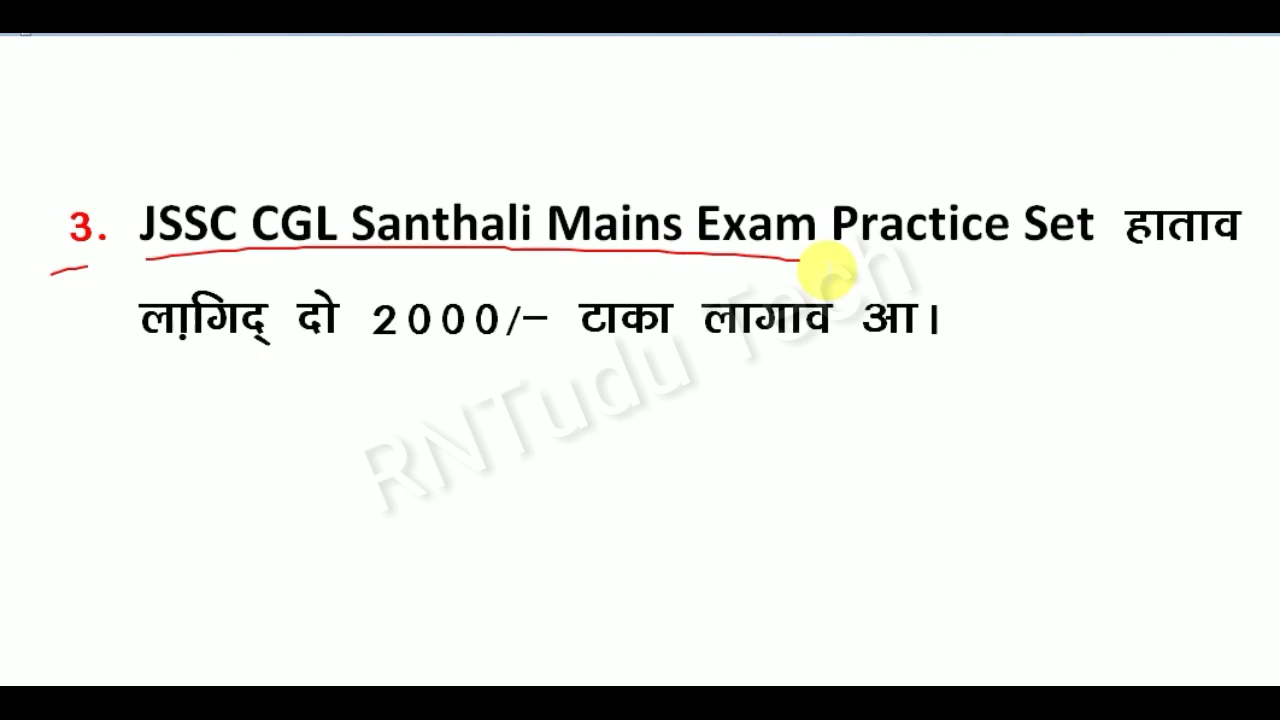 3. JSSC CGL Santhali Mains Exam Practice Set हाताव
ला़गिद् दो 2000/- टाका लागाव आ।
RNTudu Tech